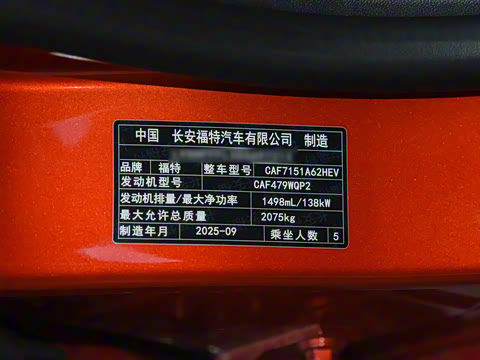 中国 长安福特汽车有限公司 制造
品牌 福特 整车型号 CAF7151A62HEV
发动机型号 CAF479WQP2
发动机排量/最大净功率 1498mL/138kW
最大允许总质量 2075kg
制造年月 2025-09 乘坐人数 5